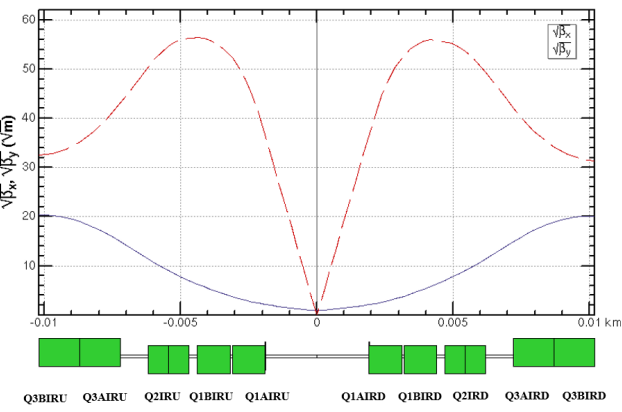 60
√βx
√βy
50
40
30
20
10
√βx, √βy (√m)
-0.01 -0.005 0 0.005 0.01 km
Q3BIRU Q3AIRU Q2IRU Q1BIRU Q1AIRU Q1AIRD Q1BIRD Q2IRD Q3AIRD Q3BIRD